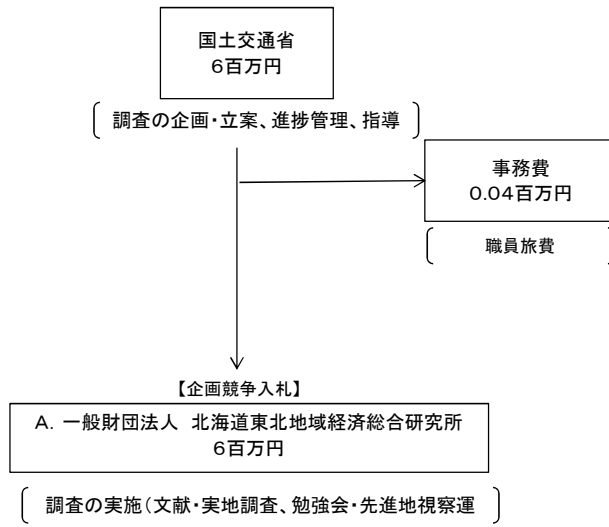 国土交通省
6百万円
調査の企画・立案、進捗管理、指導
事務費
0.04百万円
職員旅費
【企画競争入札】
A. 一般財団法人 北海道東北地域経済総合研究所
6百万円
調査の実施（文献・実地調査、勉強会・先進地視察運